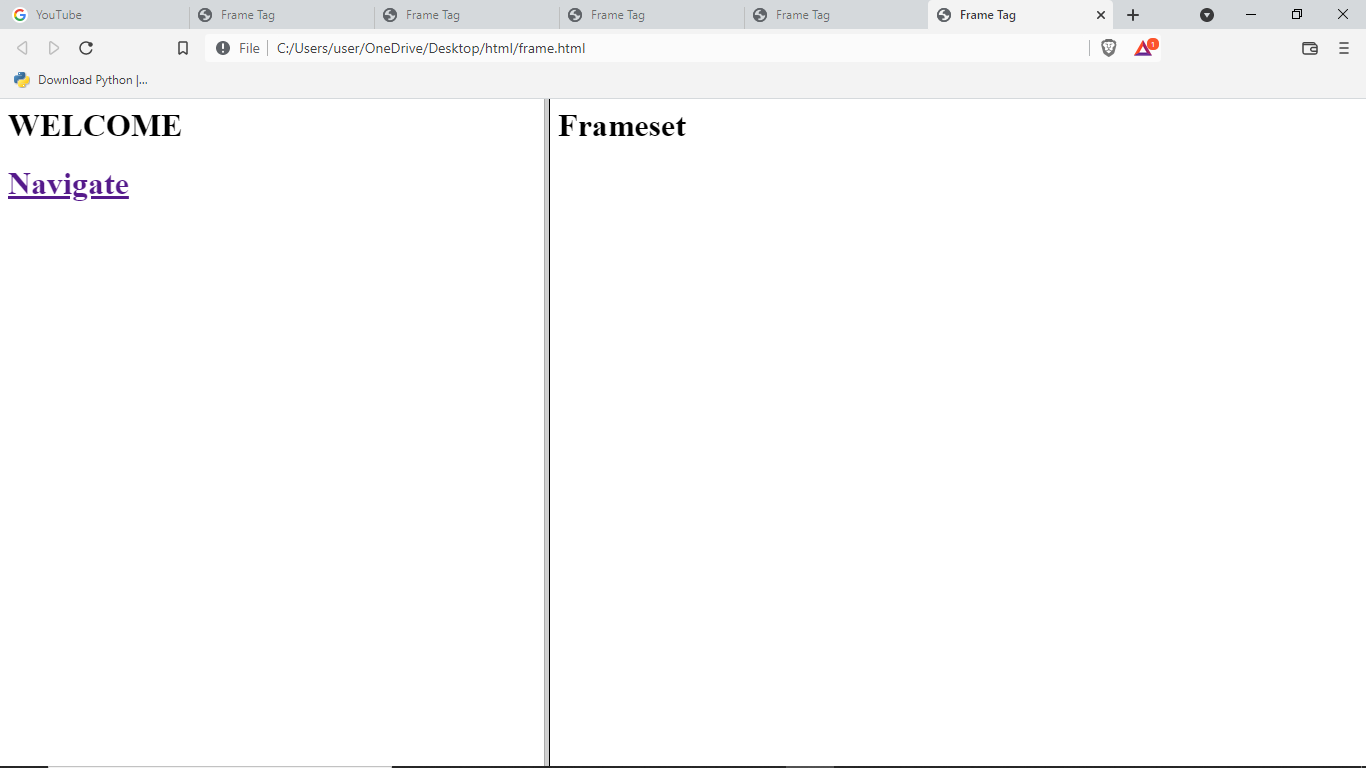 YouTube
Frame Tag
Frame Tag
Frame Tag
Frame Tag
Frame Tag
File
C:/Users/user/OneDrive/Desktop/html/frame.html
1
Download Python |...
WELCOME
Navigate
Frameset